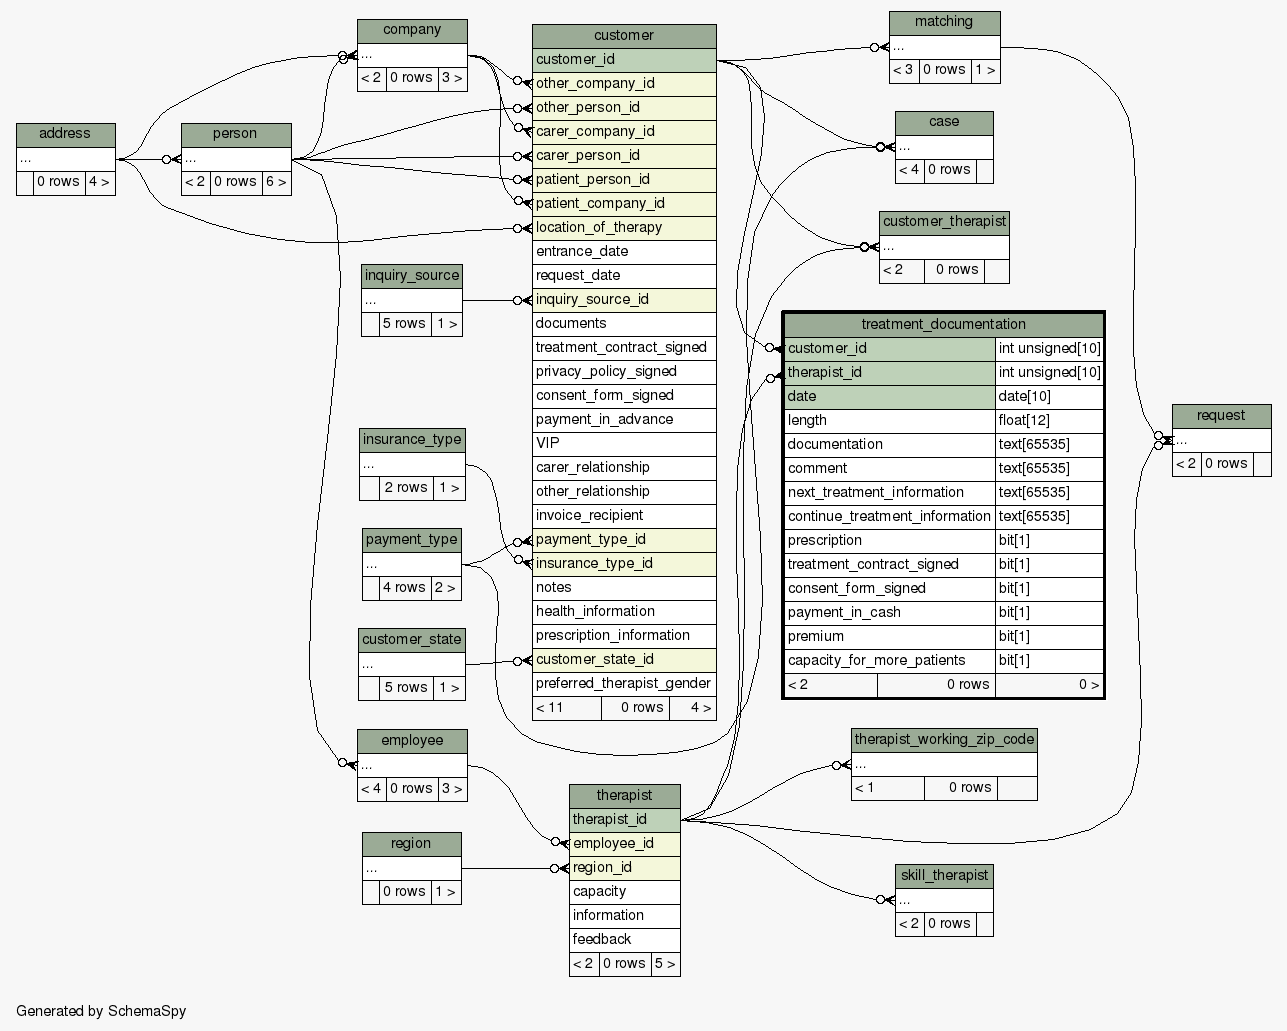 company
...
< 2 0 rows 3 >
address
...
0 rows 4 >
person
...
< 2 0 rows 6 >
inquiry_source
...
5 rows 1 >
insurance_type
...
2 rows 1 >
payment_type
...
4 rows 2 >
customer_state
...
5 rows 1 >
employee
...
< 4 0 rows 3 >
region
...
0 rows 1 >
customer
customer_id
other_company_id
other_person_id
carer_company_id
carer_person_id
patient_person_id
patient_company_id
location_of_therapy
entrance_date
request_date
inquiry_source_id
documents
treatment_contract_signed
privacy_policy_signed
consent_form_signed
payment_in_advance
VIP
carer_relationship
other_relationship
invoice_recipient
payment_type_id
insurance_type_id
notes
health_information
prescription_information
customer_state_id
preferred_therapist_gender
< 11 0 rows 4 >
therapist
therapist_id
employee_id
region_id
capacity
information
feedback
< 2 0 rows 5 >
matching
...
< 3 0 rows 1 >
case
...
< 4 0 rows
customer_therapist
...
< 2 0 rows
treatment_documentation
customer_id int unsigned[10]
therapist_id int unsigned[10]
date date[10]
length float[12]
documentation text[65535]
comment text[65535]
next_treatment_information text[65535]
continue_treatment_information text[65535]
prescription bit[1]
treatment_contract_signed bit[1]
consent_form_signed bit[1]
payment_in_cash bit[1]
premium bit[1]
capacity_for_more_patients bit[1]
< 2 0 rows 0 >
therapist_working_zip_code
...
< 1 0 rows
skill_therapist
...
< 2 0 rows
request
...
< 2 0 rows
Generated by SchemaSpy